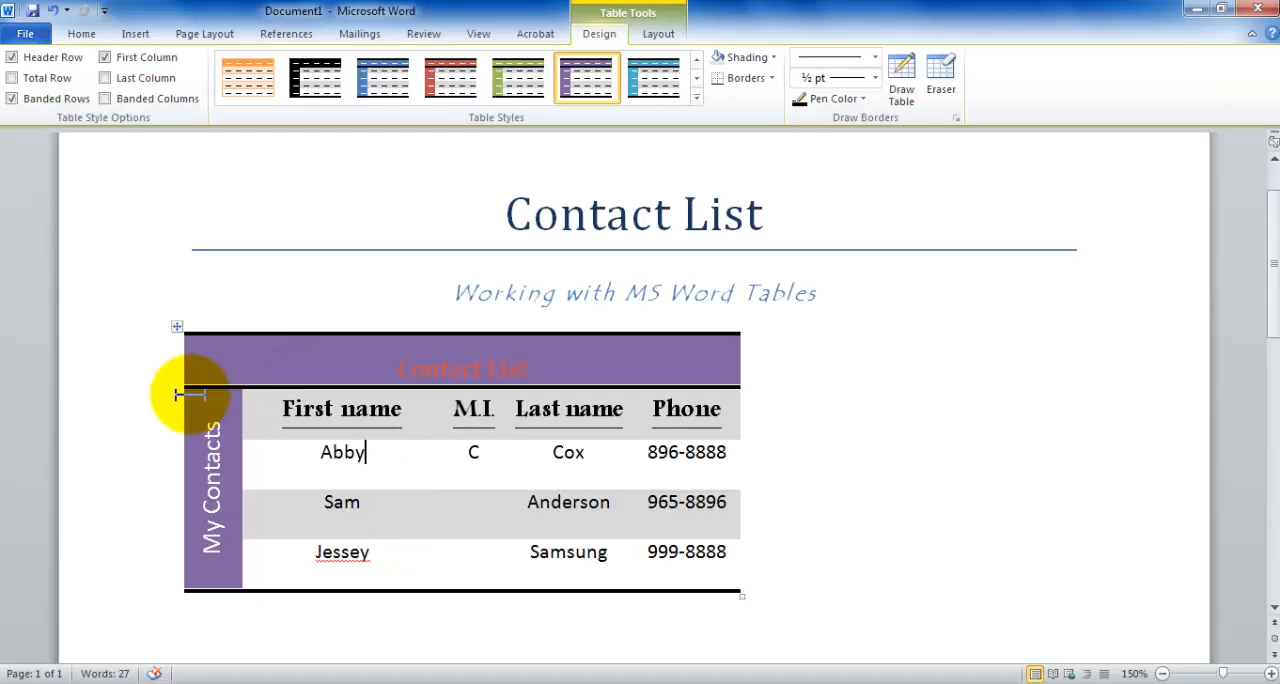 Document1 - Microsoft Word
Table Tools
File Home Insert Page Layout References Mailings Review View Acrobat Design Layout
Header Row First Column
Total Row Last Column
Banded Rows Banded Columns
Table Style Options
Table Styles
Shading
Borders
½ pt
Pen Color
Draw Table
Eraser
Draw Borders
Contact List
Working with MS Word Tables
Contact List
My Contacts
First name M.I. Last name Phone
Abby C Cox 896-8888
Sam Anderson 965-8896
Jessey Samsung 999-8888
Page: 1 of 1 Words: 27 150%